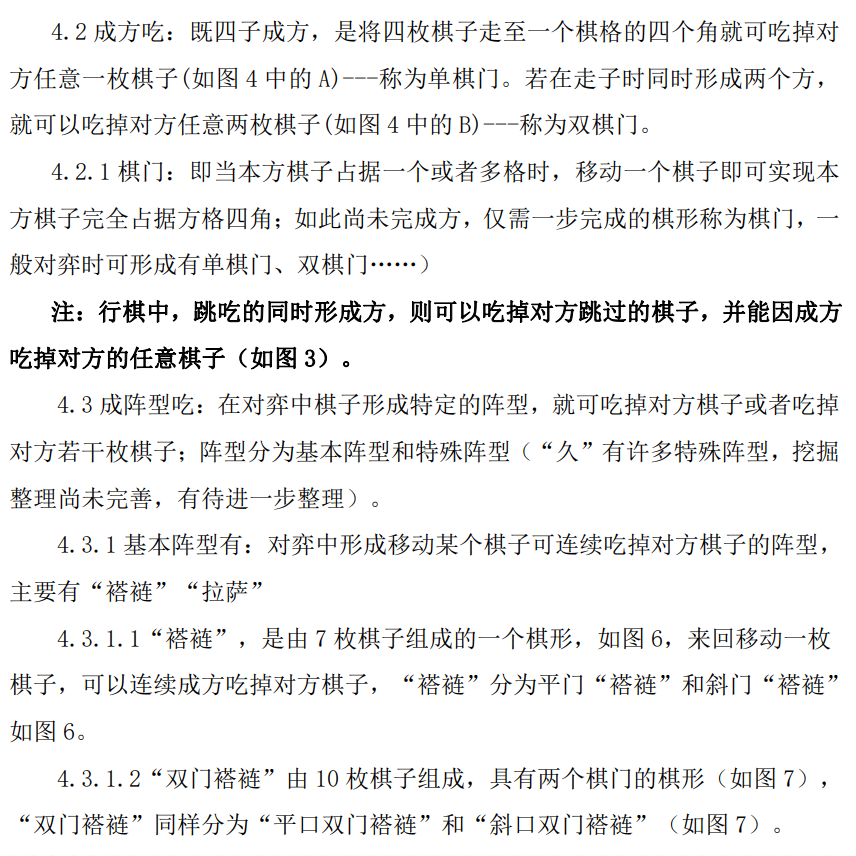 4.2 成方吃：既四子成方，是将四枚棋子走至一个棋格的四个角就可吃掉对
方任意一枚棋子(如图 4 中的 A)---称为单棋门。若在走子时同时形成两个方，
就可以吃掉对方任意两枚棋子(如图 4 中的 B)---称为双棋门。
4.2.1 棋门：即当本方棋子占据一个或者多格时，移动一个棋子即可实现本
方棋子完全占据方格四角；如此尚未完成方，仅需一步完成的棋形称为棋门，一
般对弈时可形成有单棋门、双棋门……）
注：行棋中，跳吃的同时形成方，则可以吃掉对方跳过的棋子，并能因成方
吃掉对方的任意棋子（如图 3）。
4.3 成阵型吃：在对弈中棋子形成特定的阵型，就可吃掉对方棋子或者吃掉
对方若干枚棋子；阵型分为基本阵型和特殊阵型（“久”有许多特殊阵型，挖掘
整理尚未完善，有待进一步整理）。
4.3.1 基本阵型有：对弈中形成移动某个棋子可连续吃掉对方棋子的阵型，
主要有“褡裢”“拉萨”
4.3.1.1“褡裢”，是由 7 枚棋子组成的一个棋形，如图 6，来回移动一枚
棋子，可以连续成方吃掉对方棋子，“褡裢”分为平门“褡裢”和斜门“褡裢”
如图 6。
4.3.1.2“双门褡裢”由 10 枚棋子组成，具有两个棋门的棋形（如图 7），
“双门褡裢”同样分为“平口双门褡裢”和“斜口双门褡裢”（如图 7）。